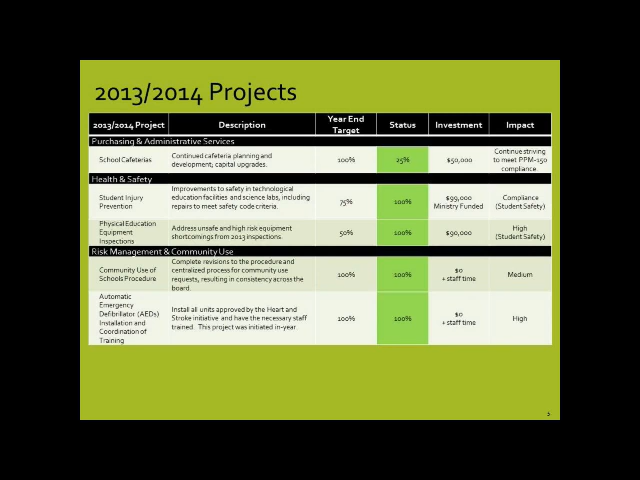 2013/2014 Projects
2013/2014 Project Description Year End Target Status Investment Impact
Purchasing & Administrative Services
School Cafeterias Continued cafeteria planning and development; capital upgrades. 100% 25% $50,000 Continue striving to meet PPM-150 compliance.
Health & Safety
Student Injury Prevention Improvements to safety in technological education facilities and science labs, including repairs to meet safety code criteria. 75% 100% $99,000 Ministry Funded Compliance (Student Safety)
Physical Education Equipment Inspections Address unsafe and high risk equipment shortcomings from 2013 inspections. 50% 100% $90,000 High (Student Safety)
Risk Management & Community Use
Community Use of Schools Procedure Complete revisions to the procedure and centralized process for community use requests, resulting in consistency across the board. 100% 100% $0 + staff time Medium
Automatic Emergency Defibrillator (AEDs) Installation and Coordination of Training Install all units approved by the Heart and Stroke initiative and have the necessary staff trained. This project was initiated in-year. 100% 100% $0 + staff time High
5